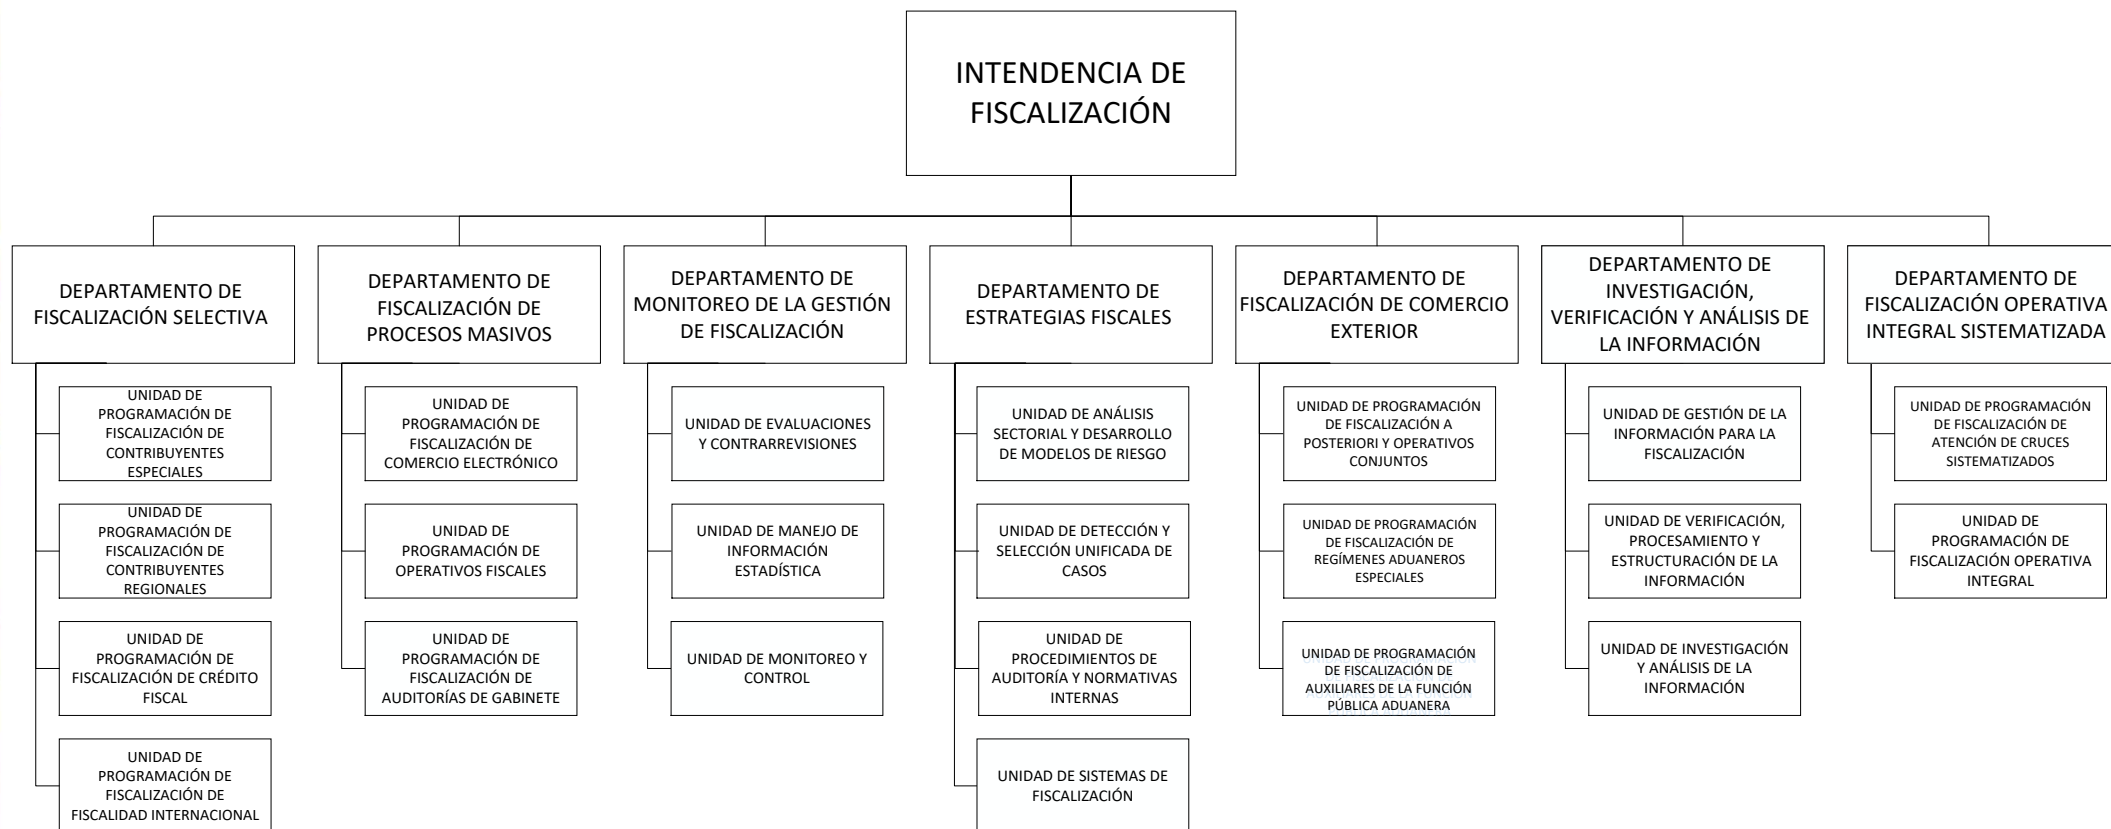 INTENDENCIA DE
FISCALIZACIÓN
DEPARTAMENTO DE
FISCALIZACIÓN SELECTIVA
UNIDAD DE
PROGRAMACIÓN DE
FISCALIZACIÓN DE
CONTRIBUYENTES
ESPECIALES
UNIDAD DE
PROGRAMACIÓN DE
FISCALIZACIÓN DE
CONTRIBUYENTES
REGIONALES
UNIDAD DE
PROGRAMACIÓN DE
FISCALIZACIÓN DE CRÉDITO
FISCAL
UNIDAD DE
PROGRAMACIÓN DE
FISCALIZACIÓN DE
FISCALIDAD INTERNACIONAL
DEPARTAMENTO DE
FISCALIZACIÓN DE
PROCESOS MASIVOS
UNIDAD DE
PROGRAMACIÓN DE
FISCALIZACIÓN DE
COMERCIO ELECTRÓNICO
UNIDAD DE
PROGRAMACIÓN DE
OPERATIVOS FISCALES
UNIDAD DE
PROGRAMACIÓN DE
FISCALIZACIÓN DE
AUDITORÍAS DE GABINETE
DEPARTAMENTO DE
MONITOREO DE LA GESTIÓN
DE FISCALIZACIÓN
UNIDAD DE EVALUACIONES
Y CONTRARREVISIONES
UNIDAD DE MANEJO DE
INFORMACIÓN
ESTADÍSTICA
UNIDAD DE MONITOREO Y
CONTROL
DEPARTAMENTO DE
ESTRATEGIAS FISCALES
UNIDAD DE ANÁLISIS
SECTORIAL Y DESARROLLO
DE MODELOS DE RIESGO
UNIDAD DE DETECCIÓN Y
SELECCIÓN UNIFICADA DE
CASOS
UNIDAD DE
PROCEDIMIENTOS DE
AUDITORÍA Y NORMATIVAS
INTERNAS
UNIDAD DE SISTEMAS DE
FISCALIZACIÓN
DEPARTAMENTO DE
FISCALIZACIÓN DE COMERCIO
EXTERIOR
UNIDAD DE PROGRAMACIÓN
DE FISCALIZACIÓN A
POSTERIORI Y OPERATIVOS
CONJUNTOS
UNIDAD DE PROGRAMACIÓN
DE FISCALIZACIÓN DE
REGÍMENES ADUANEROS
ESPECIALES
UNIDAD DE PROGRAMACIÓN
DE FISCALIZACIÓN DE
AUXILIARES DE LA FUNCIÓN
PÚBLICA ADUANERA
DEPARTAMENTO DE
INVESTIGACIÓN,
VERIFICACIÓN Y ANÁLISIS DE
LA INFORMACIÓN
UNIDAD DE GESTIÓN DE LA
INFORMACIÓN PARA LA
FISCALIZACIÓN
UNIDAD DE VERIFICACIÓN,
PROCESAMIENTO Y
ESTRUCTURACIÓN DE LA
INFORMACIÓN
UNIDAD DE INVESTIGACIÓN
Y ANÁLISIS DE LA
INFORMACIÓN
DEPARTAMENTO DE
FISCALIZACIÓN OPERATIVA
INTEGRAL SISTEMATIZADA
UNIDAD DE PROGRAMACIÓN
DE FISCALIZACIÓN DE
ATENCIÓN DE CRUCES
SISTEMATIZADOS
UNIDAD DE
PROGRAMACIÓN DE
FISCALIZACIÓN OPERATIVA
INTEGRAL